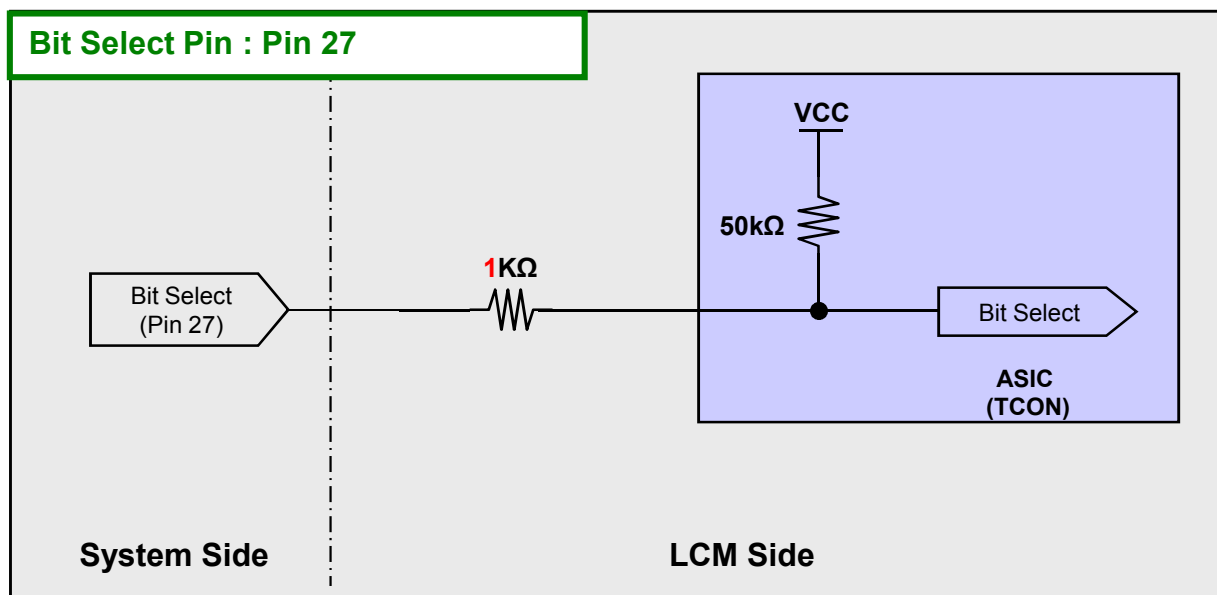 Bit Select Pin : Pin 27
VCC
50kΩ
1KΩ
Bit Select
(Pin 27)
Bit Select
ASIC
(TCON)
System Side
LCM Side